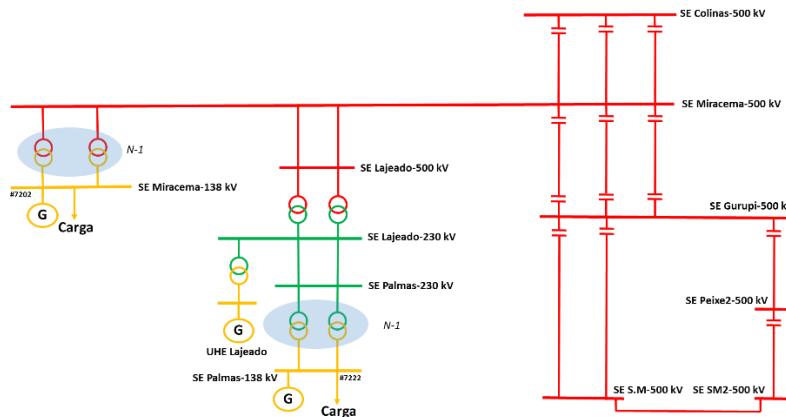 SE Colinas-500 kV
SE Miracema-500 kV
N-1
SE Lajeado-500 kV
SE Miracema-138 kV
#7202
G
Carga
SE Gurupi-500 k
SE Lajeado-230 kV
SE Palmas-230 kV
SE Peixe2-500 kV
N-1
G
UHE Lajeado
SE Palmas-138 kV
#7222
G
Carga
SE S.M-500 kV
SE SM2-500 kV